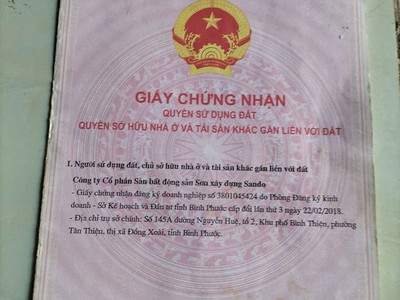 GIẤY CHỨNG NHẬN
QUYỀN SỬ DỤNG ĐẤT
QUYỀN SỞ HỮU NHÀ Ở VÀ TÀI SẢN KHÁC GẮN LIỀN VỚI ĐẤT
I. Người sử dụng đất, chủ sở hữu nhà ở và tài sản khác gắn liền với đất
Công ty Cổ phần Sàn bất động sản Sơn xây dựng Sando
- Giấy chứng nhận đăng ký doanh nghiệp số 3801045424 do Phòng Đăng ký kinh
doanh - Sở Kế hoạch và Đầu tư tỉnh Bình Phước cấp đổi lần thứ 3 ngày 22/02/2018.
- Địa chỉ trụ sở chính: Số 145A đường Nguyễn Huệ, tổ 2, Khu phố Bình Thiện, phường
Tân Thiện, thị xã Đồng Xoài, tỉnh Bình Phước.